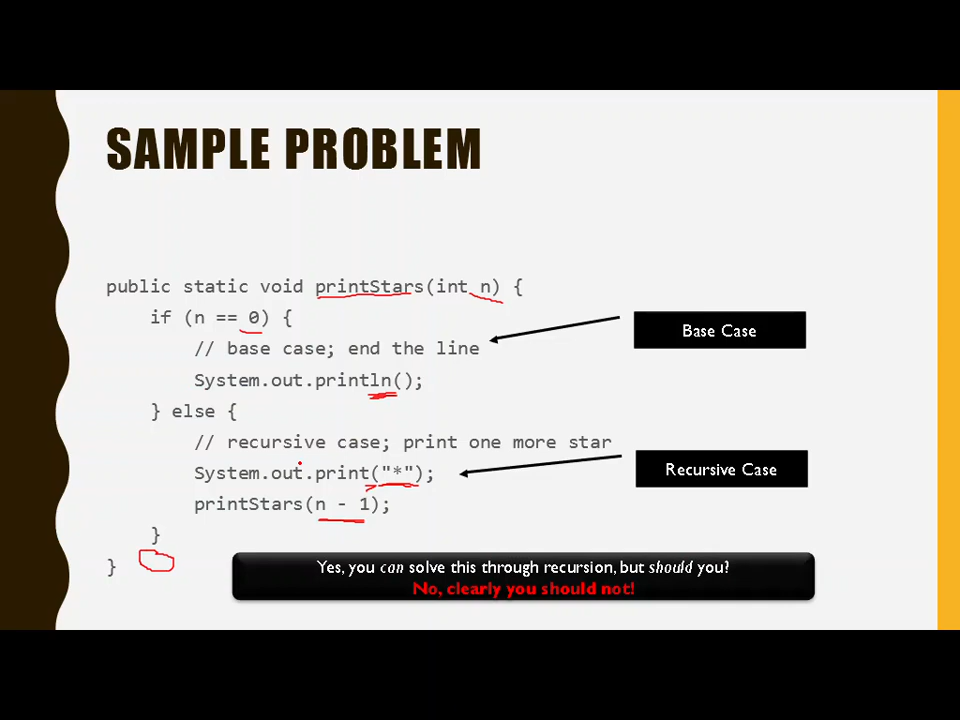 SAMPLE PROBLEM
public static void printStars(int n) {
if (n == 0) {
// base case; end the line
System.out.println();
} else {
// recursive case; print one more star
System.out.print("*");
printStars(n - 1);
}
}
Base Case
Recursive Case
Yes, you can solve this through recursion, but should you?
No, clearly you should not!